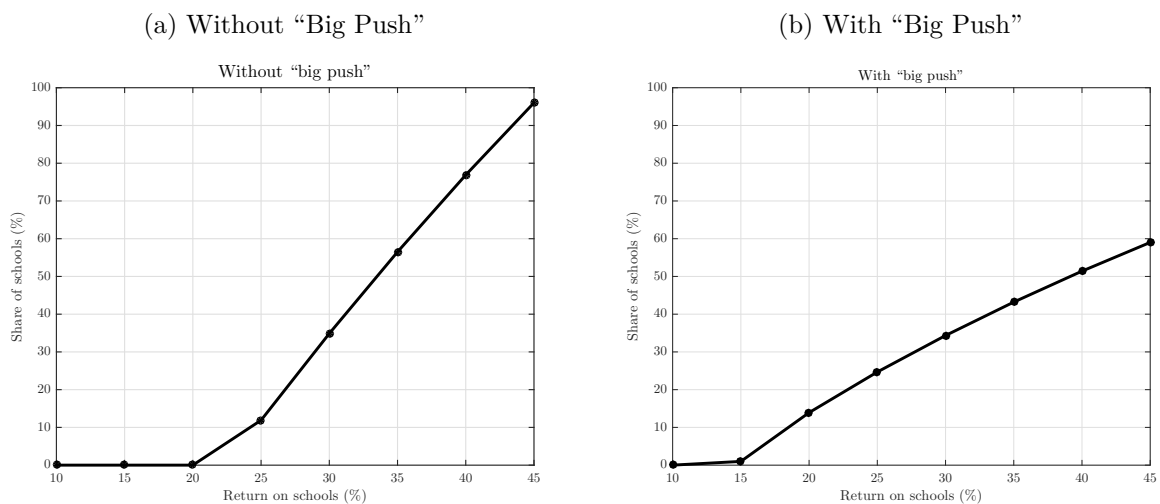 (a) Without “Big Push”
Without “big push”
100
90
80
70
60
50
40
30
20
10
0
Share of schools (%)
10 15 20 25 30 35 40 45
Return on schools (%)
(b) With “Big Push”
With “big push”
100
90
80
70
60
50
40
30
20
10
0
Share of schools (%)
10 15 20 25 30 35 40 45
Return on schools (%)